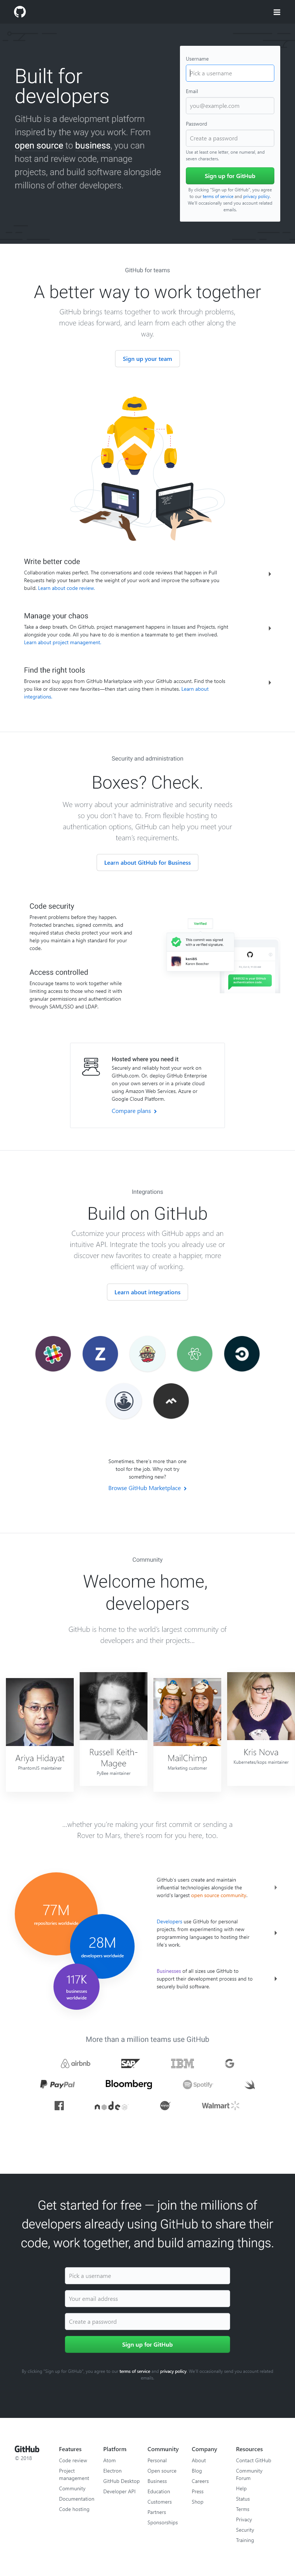 Built for
developers
GitHub is a development platform
inspired by the way you work. From
open source to business, you can
host and review code, manage
projects, and build software alongside
millions of other developers.
Username
Pick a username
Email
you@example.com
Password
Create a password
Use at least one letter, one numeral, and
seven characters.
Sign up for GitHub
By clicking "Sign up for GitHub", you agree
to our terms of service and privacy policy.
We'll occasionally send you account related
emails.
GitHub for teams
A better way to work together
GitHub brings teams together to work through problems,
move ideas forward, and learn from each other along the
way.
Sign up your team
Write better code
Collaboration makes perfect. The conversations and code reviews that happen in Pull
Requests help your team share the weight of your work and improve the software you
build. Learn about code review.
Manage your chaos
Take a deep breath. On GitHub, project management happens in Issues and Projects, right
alongside your code. All you have to do is mention a teammate to get them involved.
Learn about project management.
Find the right tools
Browse and buy apps from GitHub Marketplace with your GitHub account. Find the tools
you like or discover new favorites—then start using them in minutes. Learn about
integrations.
Security and administration
Boxes? Check.
We worry about your administrative and security needs
so you don't have to. From flexible hosting to
authentication options, GitHub can help you meet your
team's requirements.
Learn about GitHub for Business
Code security
Prevent problems before they happen.
Protected branches, signed commits, and
required status checks protect your work and
help you maintain a high standard for your
code.
Access controlled
Encourage teams to work together while
limiting access to those who need it with
granular permissions and authentication
through SAML/SSO and LDAP.
Verified
This commit was signed
with a verified signature.
Hosted where you need it
Securely and reliably host your work on
GitHub.com. Or, deploy GitHub Enterprise
on your own servers or in a private cloud
using Amazon Web Services, Azure or
Google Cloud Platform.
Compare plans
Integrations
Build on GitHub
Customize your process with GitHub apps and an
intuitive API. Integrate the tools you already use or
discover new favorites to create a happier, more
efficient way of working.
Learn about integrations
Z
Sometimes, there's more than one
tool for the job. Why not try
something new?
Browse GitHub Marketplace
Community
Welcome home,
developers
GitHub is home to the world's largest community of
developers and their projects...
Ariya Hidayat
PhantomJS maintainer
Russell Keith-
Magee
PyBee maintainer
MailChimp
Marketing customer
Kris Nova
Kubernetes/kops maintainer
...whether you're making your first commit or sending a
Rover to Mars, there's room for you here, too.
77M
repositories worldwide
28M
developers worldwide
117K
businesses
worldwide
GitHub's users create and maintain
influential technologies alongside the
world's largest open source community.
Developers use GitHub for personal
projects, from experimenting with new
programming languages to hosting their
life's work.
Businesses of all sizes use GitHub to
support their development process and to
securely build software.
More than a million teams use GitHub
airbnb
SAP
IBM
G
PayPal
Bloomberg
Spotify
node
NASA
Walmart
Get started for free — join the millions of
developers already using GitHub to share their
code, work together, and build amazing things.
Pick a username
Your email address
Create a password
Sign up for GitHub
By clicking "Sign up for GitHub", you agree to our terms of service and privacy policy. We'll occasionally send you account related
emails.
GitHub
© 2018
Features
Code review
Project
management
Community
Documentation
Code hosting
Platform
Atom
Electron
GitHub Desktop
Developer API
Community
Personal
Open source
Business
Education
Customers
Partners
Sponsorships
Company
About
Blog
Careers
Press
Shop
Resources
Contact GitHub
Community
Forum
Help
Status
Terms
Privacy
Security
Training